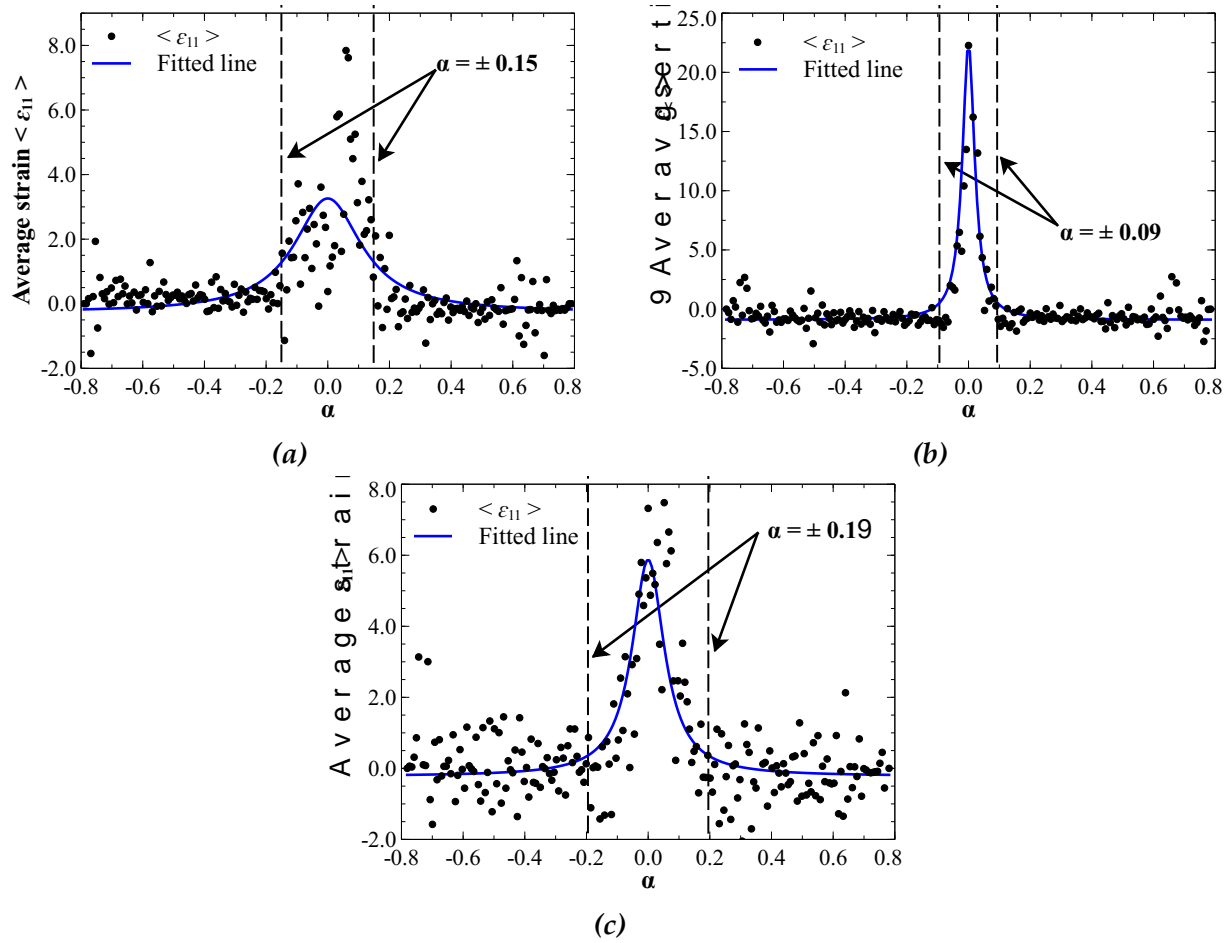 8.0
6.0
4.0
2.0
0.0
-2.0
-0.8 -0.6 -0.4 -0.2 0.0 0.2 0.4 0.6 0.8
α
Average strain < ε₁₁ >
< ε₁₁ >
Fitted line
α = ± 0.15
(a)
25.0
20.0
15.0
10.0
5.0
0.0
-5.0
-0.8 -0.6 -0.4 -0.2 0.0 0.2 0.4 0.6 0.8
α
< ε₁₁ >
Fitted line
α = ± 0.09
(b)
8.0
6.0
4.0
2.0
0.0
-2.0
-0.8 -0.6 -0.4 -0.2 0.0 0.2 0.4 0.6 0.8
α
Average
< ε₁₁ >
Fitted line
α = ± 0.19
(c)